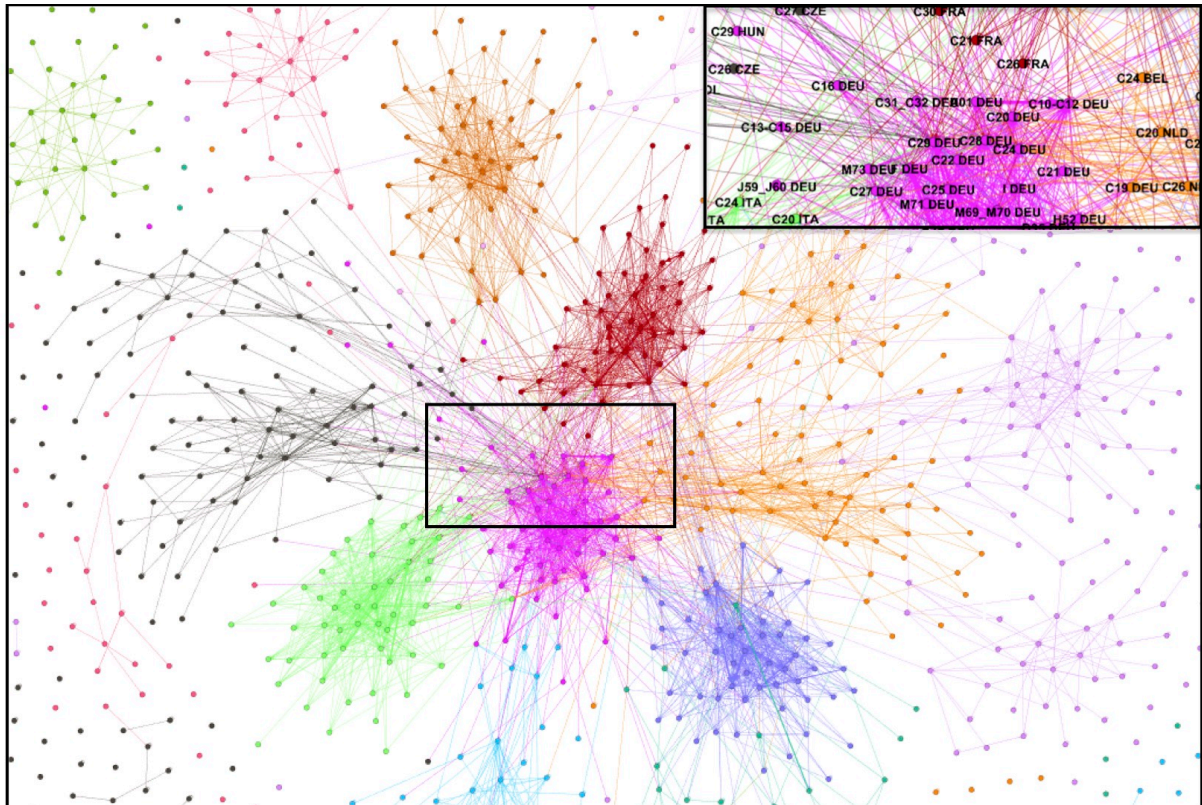 C27 CZE
C30 FRA
C29 HUN
C21 FRA
C26 FRA
C26 CZE
C24 BEL
C16 DEU
C31_C32 DEU
C10-C12 DEU
C20 DEU
C13-C15 DEU
C20 NLD
C29 DEU
C28 DEU
C24 DEU
C22 DEU
M73 DEU
F DEU
C21 DEU
J59_J60 DEU
C27 DEU
C25 DEU
I DEU
C19 DEU
C24 ITA
M71 DEU
M69_M70 DEU
H52 DEU
C20 ITA